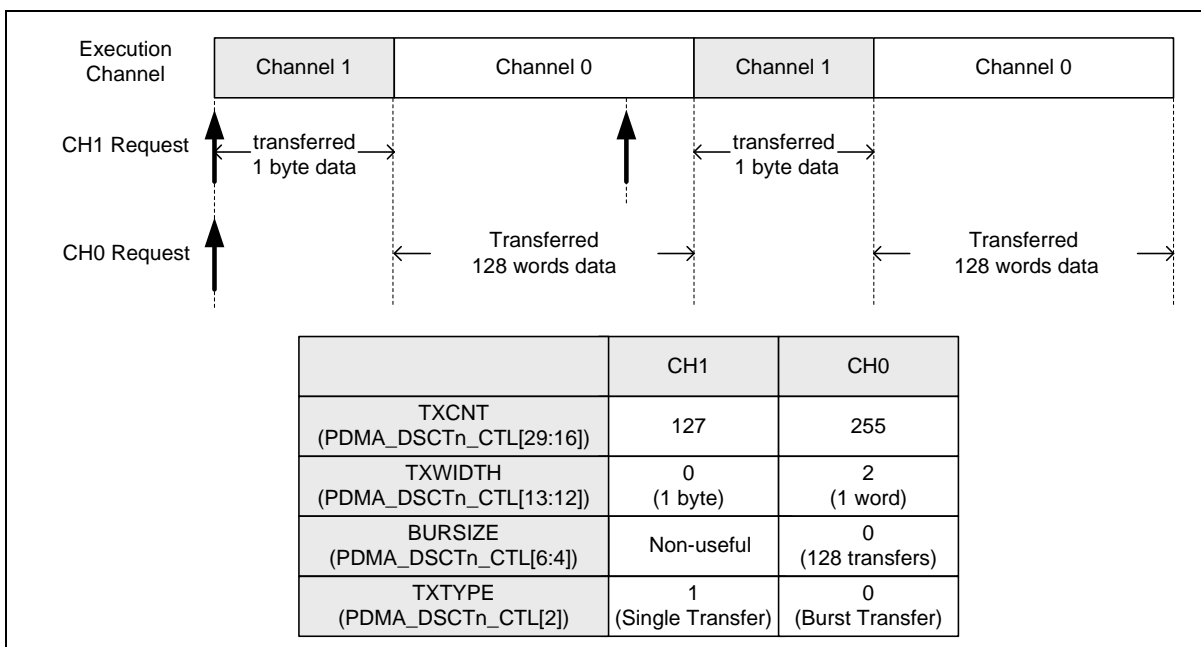 Execution
Channel
Channel 1
Channel 0
Channel 1
Channel 0
CH1 Request
transferred
1 byte data
transferred
1 byte data
CH0 Request
Transferred
128 words data
Transferred
128 words data
CH1
CH0
TXCNT
(PDMA_DSCTn_CTL[29:16])
127
255
TXWIDTH
(PDMA_DSCTn_CTL[13:12])
0
(1 byte)
2
(1 word)
BURSIZE
(PDMA_DSCTn_CTL[6:4])
Non-useful
0
(128 transfers)
TXTYPE
(PDMA_DSCTn_CTL[2])
1
(Single Transfer)
0
(Burst Transfer)